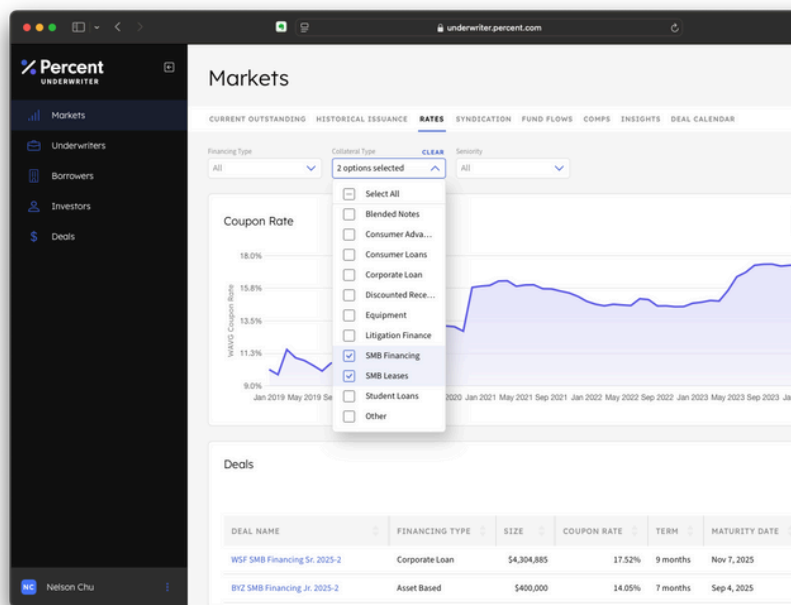 underwriter.percent.com
Percent
UNDERWRITER
Markets
Underwriters
Borrowers
Investors
Deals
NC Nelson Chu
Markets
CURRENT OUTSTANDING HISTORICAL ISSUANCE RATES SYNDICATION FUND FLOWS COMPS INSIGHTS DEAL CALENDAR
Financing Type Collateral Type CLEAR Seniority
All 2 options selected All
Select All
Blended Notes
Consumer Adva...
Consumer Loans
Corporate Loan
Discounted Rece...
Equipment
Litigation Finance
SMB Financing
SMB Leases
Student Loans
Other
Coupon Rate
WAVG Coupon Rate
18.0%
15.8%
13.5%
11.3%
9.0%
Jan 2019 May 2019 Se 2020 Jan 2021 May 2021 Sep 2021 Jan 2022 May 2022 Sep 2022 Jan 2023 May 2023 Sep 2023 Ja
Deals
DEAL NAME FINANCING TYPE SIZE COUPON RATE TERM MATURITY DATE
WSF SMB Financing Sr. 2025-2 Corporate Loan $4,304,885 17.52% 9 months Nov 7, 2025
BYZ SMB Financing Jr. 2025-2 Asset Based $400,000 14.05% 7 months Sep 4, 2025